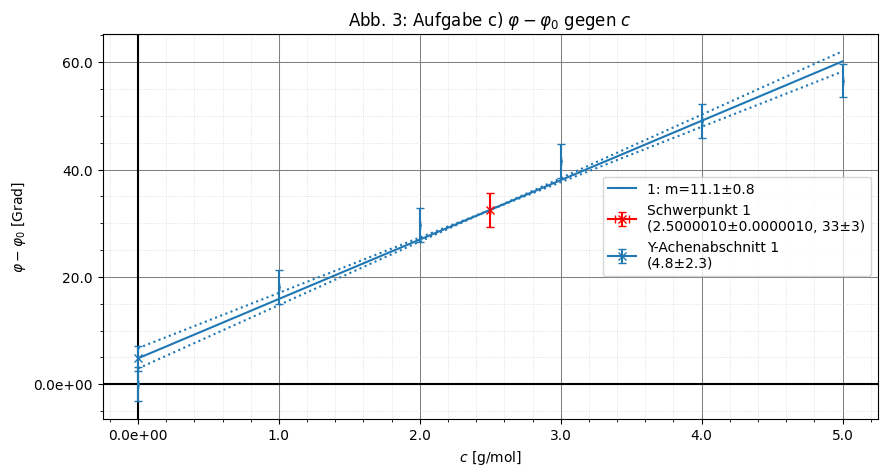 Abb. 3: Aufgabe c) φ − φ₀ gegen c
φ − φ₀ [Grad]
60.0
40.0
20.0
0.0e+00
0.0e+00 1.0 2.0 3.0 4.0 5.0
c [g/mol]
1: m=11.1±0.8
Schwerpunkt 1
(2.5000010±0.0000010, 33±3)
Y-Achenabschnitt 1
(4.8±2.3)